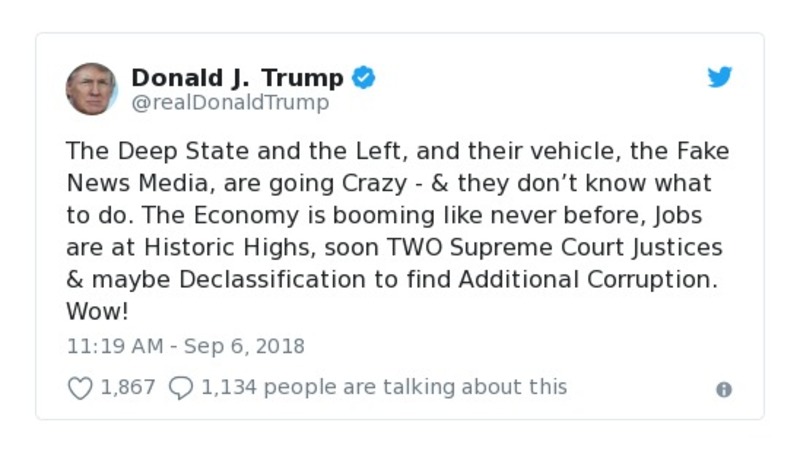 Donald J. Trump
@realDonaldTrump
The Deep State and the Left, and their vehicle, the Fake
News Media, are going Crazy - & they don’t know what
to do. The Economy is booming like never before, Jobs
are at Historic Highs, soon TWO Supreme Court Justices
& maybe Declassification to find Additional Corruption.
Wow!
11:19 AM - Sep 6, 2018
1,867 1,134 people are talking about this